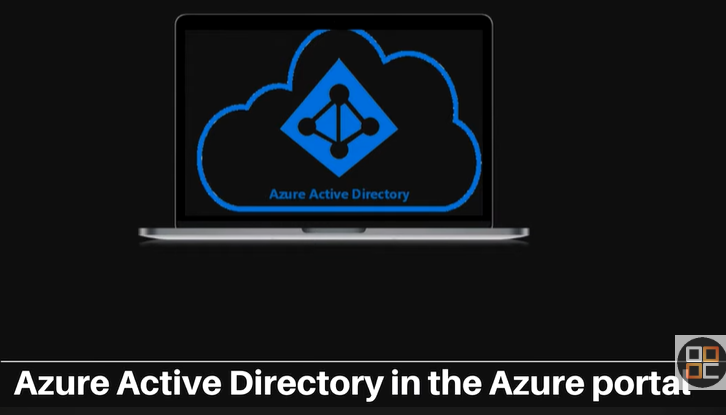 Azure Active Directory
Azure Active Directory in the Azure portal